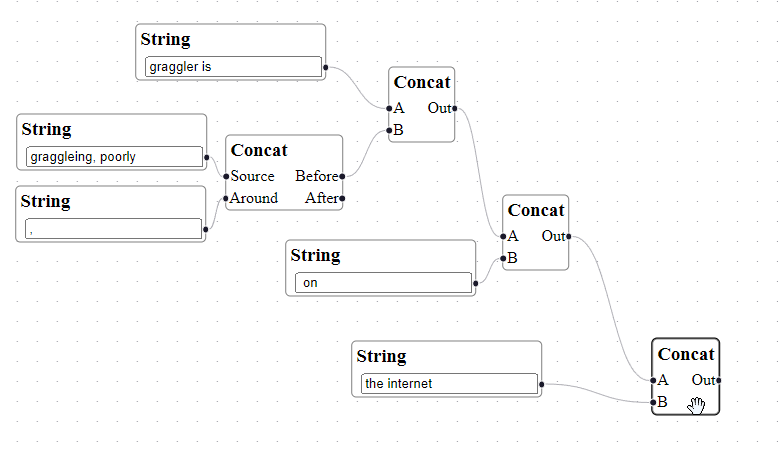 String
graggler is
Concat
A Out
B
String
graggleing, poorly
Concat
Source Before
Around After
String
,
Concat
A Out
B
String
on
String
the internet
Concat
A Out
B